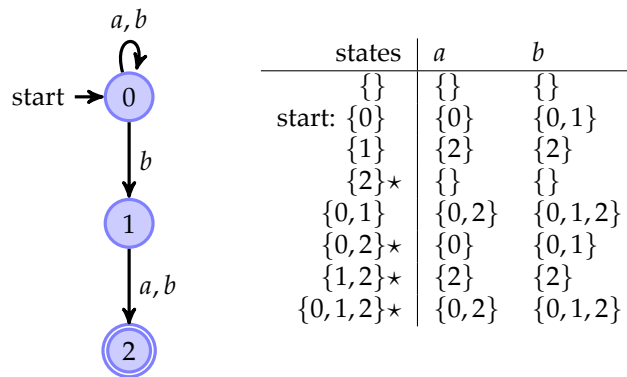 a, b
start
0
b
1
a, b
2
states a b
{} {} {}
start: {0} {0} {0, 1}
{1} {2} {2}
{2}⋆ {} {}
{0, 1} {0, 2} {0, 1, 2}
{0, 2}⋆ {0} {0, 1}
{1, 2}⋆ {2} {2}
{0, 1, 2}⋆ {0, 2} {0, 1, 2}